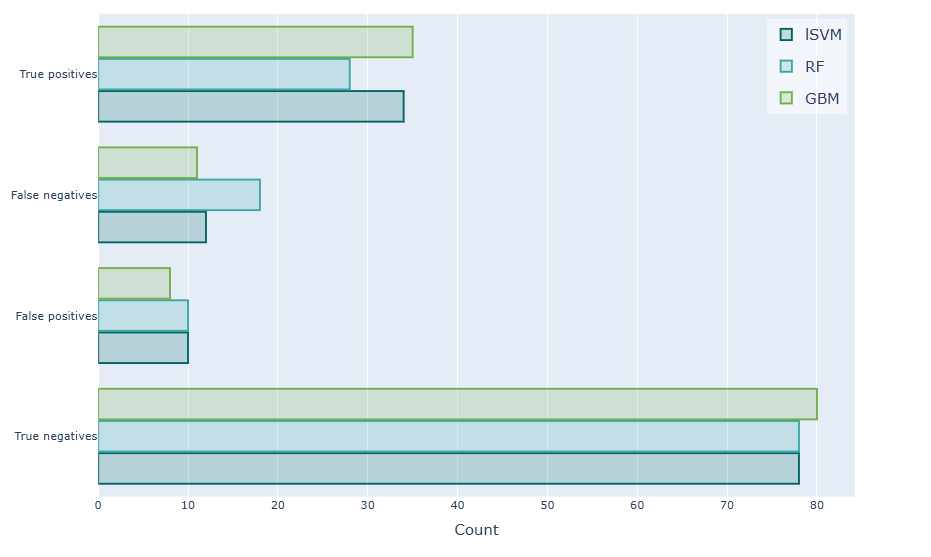 lSVM
RF
GBM
True positives
False negatives
False positives
True negatives
0 10 20 30 40 50 60 70 80
Count